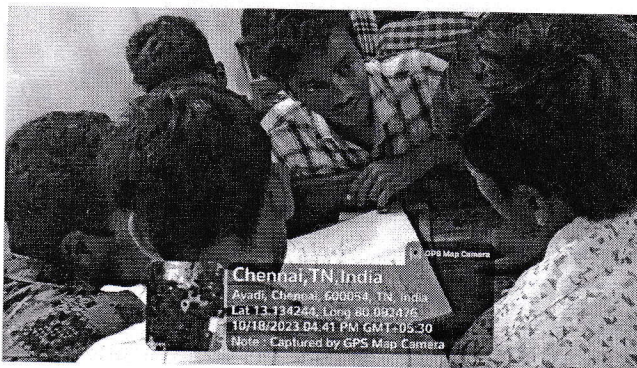 GPS Map Camera
Chennai,TN,India
Avadi, Chennai, 600054, TN, India
Lat 13.134244, Long 80.092476
10/18/2023 04:41 PM GMT+05:30
Note : Captured by GPS Map Camera